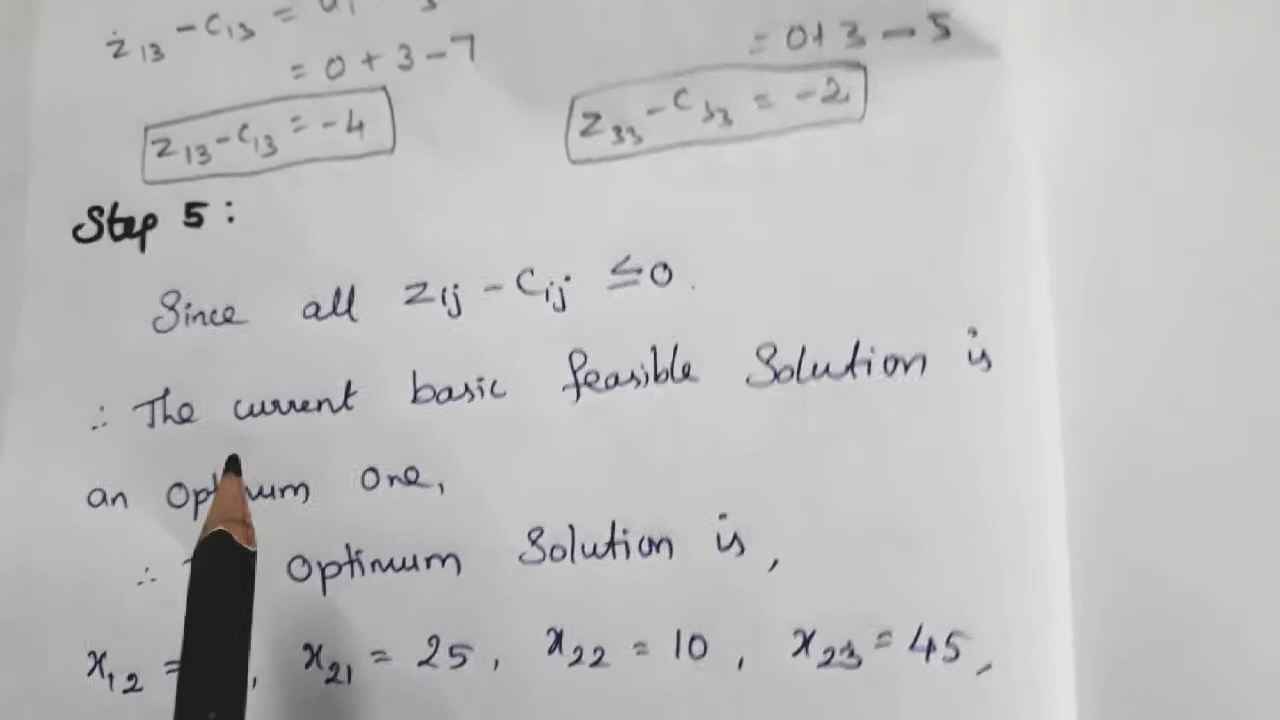 z13 - c13 =
= 0 + 3 - 7
= 0 + 3 - 5
z13 - c13 = -4
z33 - c33 = -2
Step 5:
Since all zij - cij ≤ 0.
∴ The current basic feasible Solution is
an one,
∴ Optimum Solution is,
x12 = , x21 = 25, x22 = 10, x23 = 45,